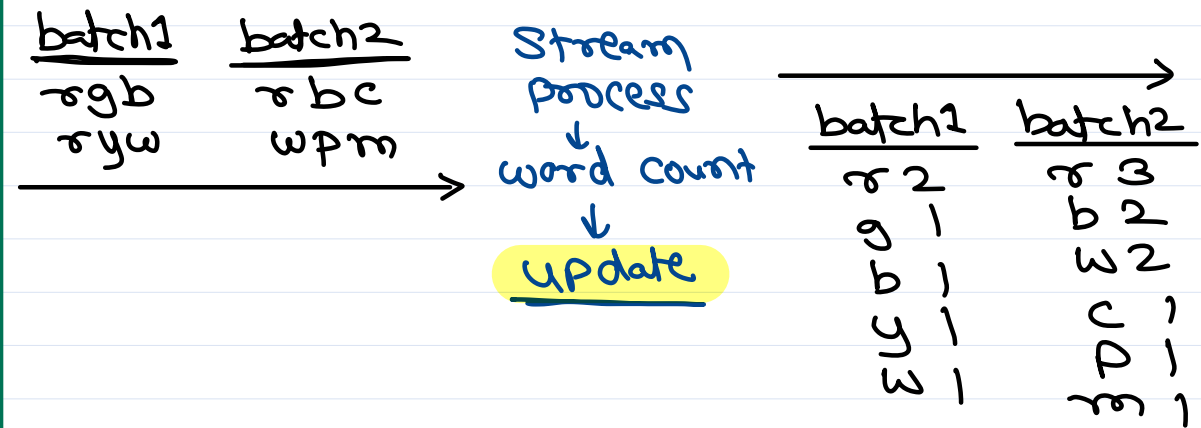 batch1 batch2
rgb rbc
ryw wpm
Stream
process
↓
word count
↓
update
batch1 batch2
r 2 r 3
g 1 b 2
b 1 w 2
y 1 c 1
w 1 p 1
m 1